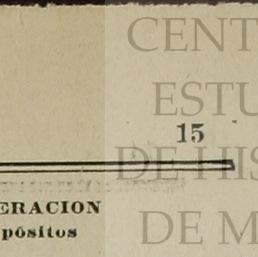 CENT
ESTU
15
DE HIS
ERACION
pósitos
DE M